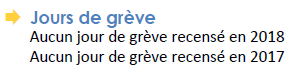 Jours de grève
Aucun jour de grève recensé en 2018
Aucun jour de grève recensé en 2017